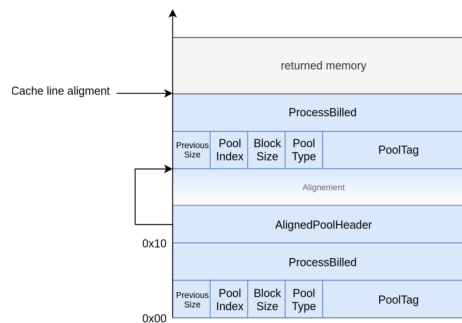 returned memory
Cache line aligment
ProcessBilled
Previous Size Pool Index Block Size Pool Type PoolTag
Alignement
AlignedPoolHeader
0x10
ProcessBilled
Previous Size Pool Index Block Size Pool Type PoolTag
0x00